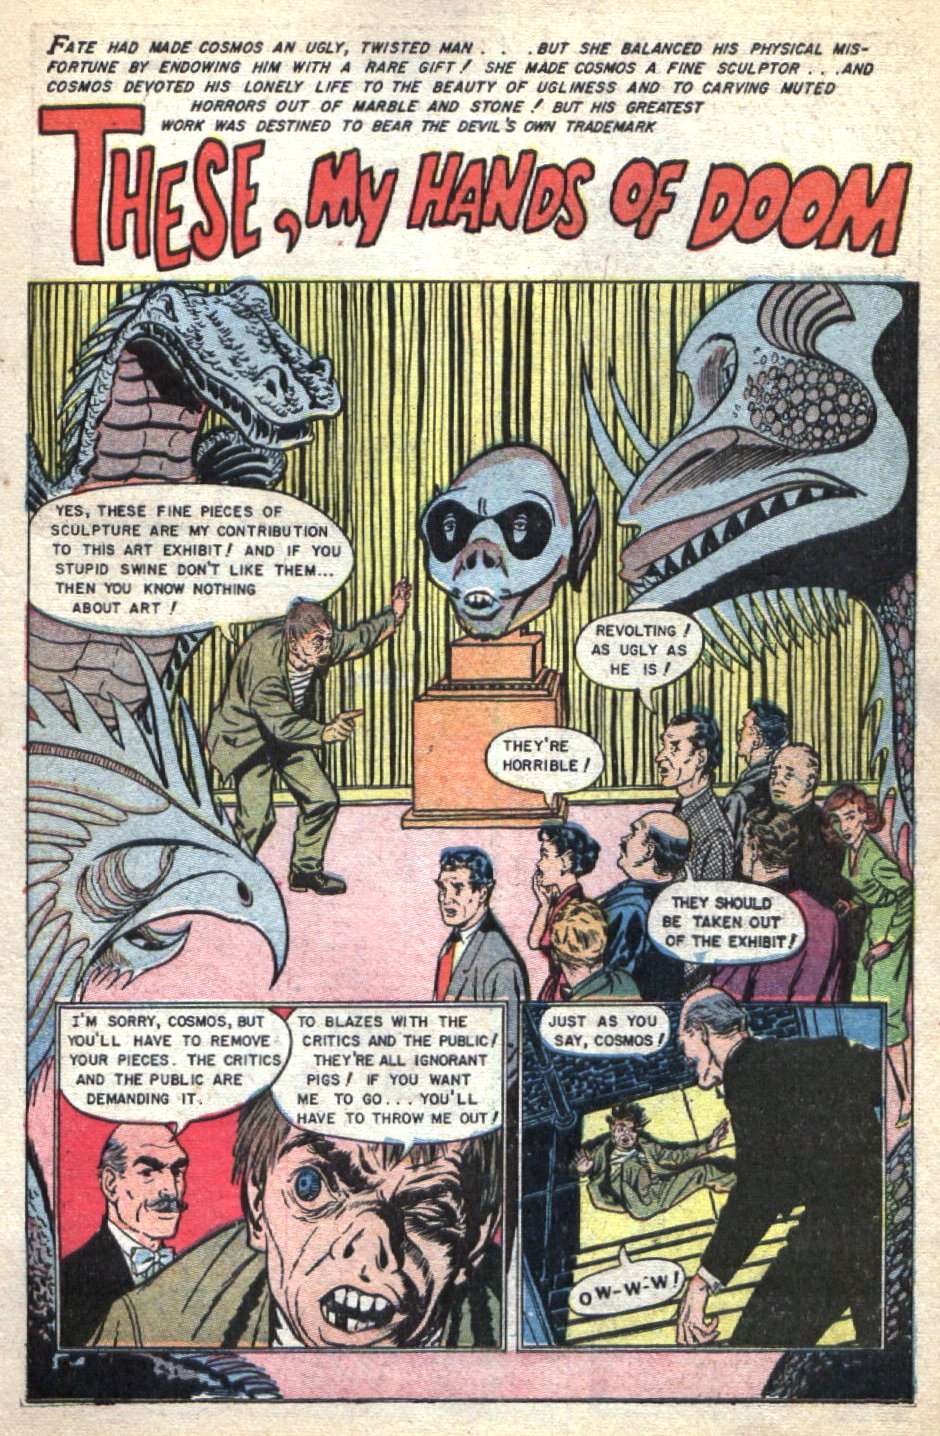 FATE HAD MADE COSMOS AN UGLY, TWISTED MAN . . .BUT SHE BALANCED HIS PHYSICAL MIS-
FORTUNE BY ENDOWING HIM WITH A RARE GIFT! SHE MADE COSMOS A FINE SCULPTOR . . .AND
COSMOS DEVOTED HIS LONELY LIFE TO THE BEAUTY OF UGLINESS AND TO CARVING MUTED
HORRORS OUT OF MARBLE AND STONE! BUT HIS GREATEST
WORK WAS DESTINED TO BEAR THE DEVIL'S OWN TRADEMARK
THESE, MY HANDS OF DOOM
YES, THESE FINE PIECES OF
SCULPTURE ARE MY CONTRIBUTION
TO THIS ART EXHIBIT! AND IF YOU
STUPID SWINE DON'T LIKE THEM...
THEN YOU KNOW NOTHING
ABOUT ART!
REVOLTING!
AS UGLY AS
HE IS!
THEY'RE
HORRIBLE!
THEY SHOULD
BE TAKEN OUT
OF THE EXHIBIT!
I'M SORRY, COSMOS, BUT
YOU'LL HAVE TO REMOVE
YOUR PIECES. THE CRITICS
AND THE PUBLIC ARE
DEMANDING IT.
TO BLAZES WITH THE
CRITICS AND THE PUBLIC!
THEY'RE ALL IGNORANT
PIGS! IF YOU WANT
ME TO GO...YOU'LL
HAVE TO THROW ME OUT!
JUST AS YOU
SAY, COSMOS!
OW-W-W!